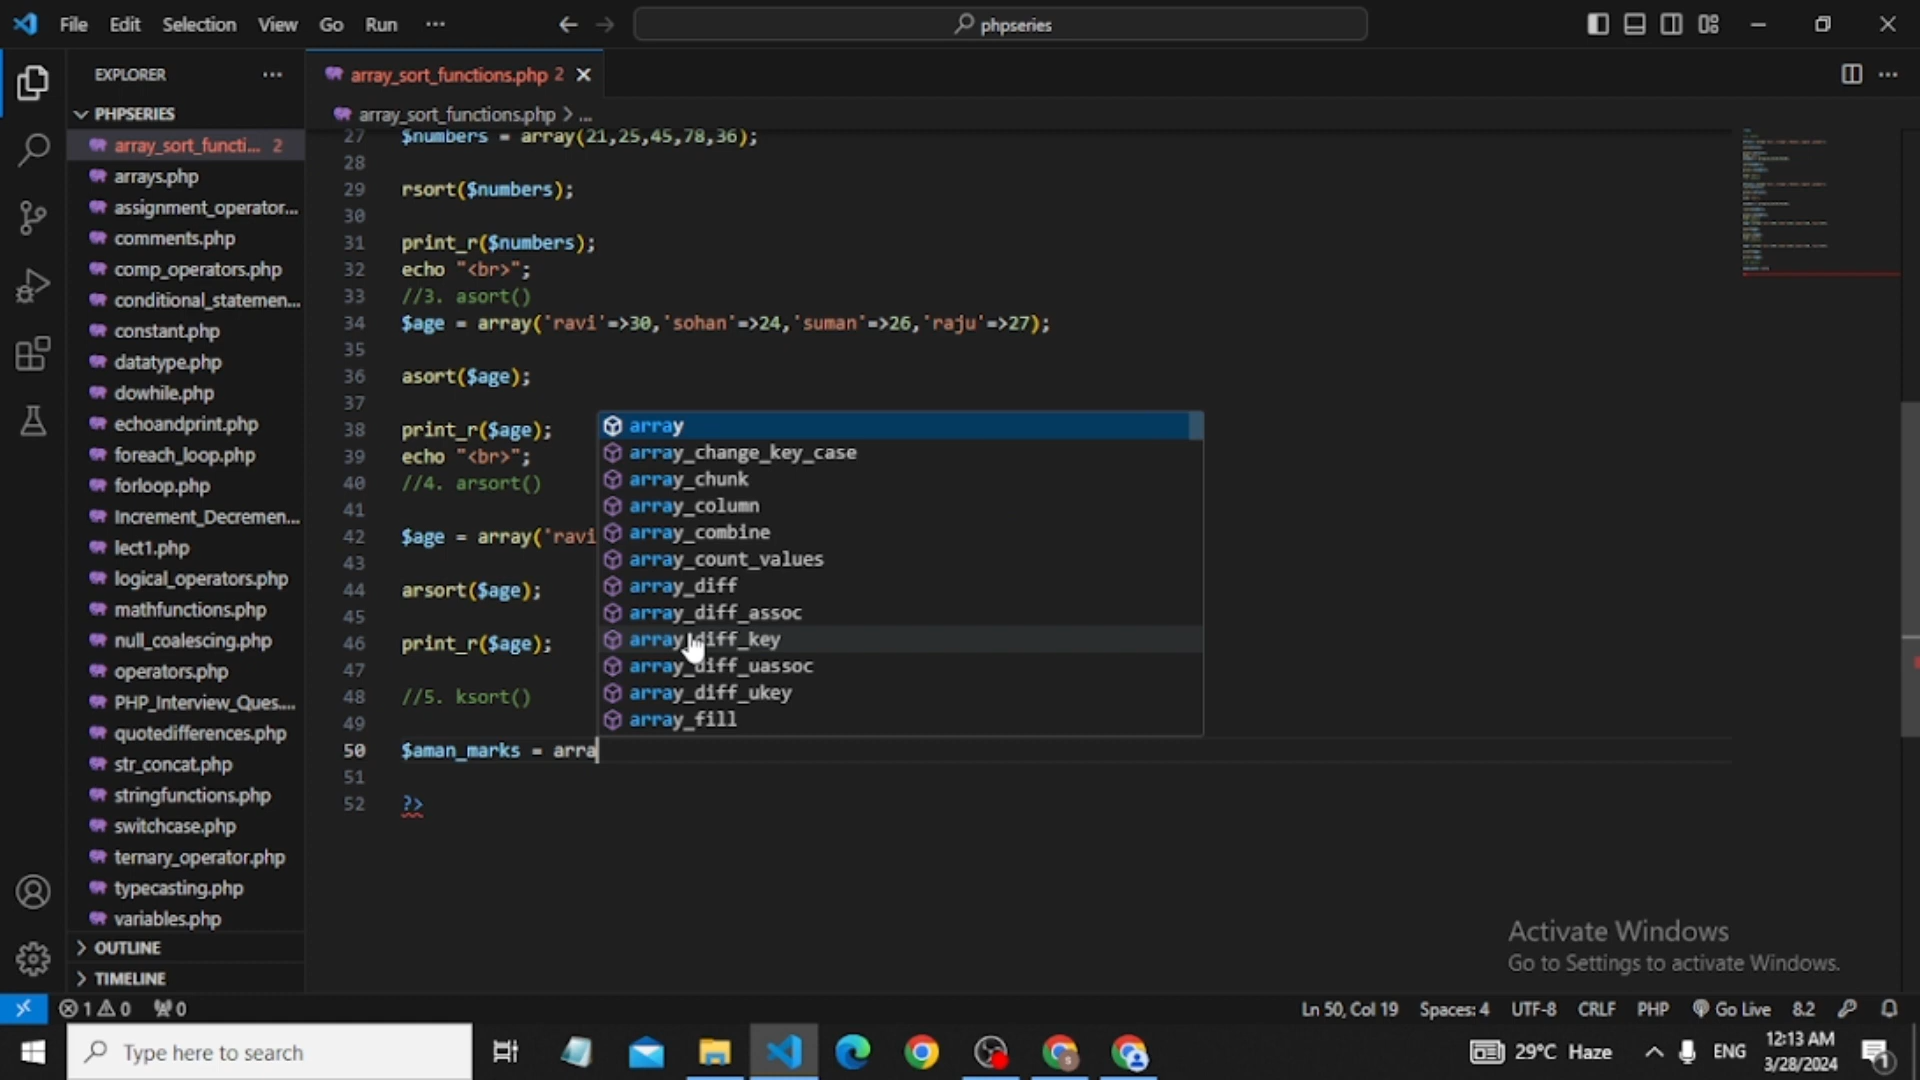 File Edit Selection View Go Run ··· phpseries
EXPLORER ···
array_sort_functions.php 2
PHPSERIES
array_sort_functi... 2
arrays.php
assignment_operator...
comments.php
comp_operators.php
conditional_statemen...
constant.php
datatype.php
dowhile.php
echoandprint.php
foreach_loop.php
forloop.php
Increment_Decremen...
lect1.php
logical_operators.php
mathfunctions.php
null_coalescing.php
operators.php
PHP_Interview_Ques....
quotedifferences.php
str_concat.php
stringfunctions.php
switchcase.php
ternary_operator.php
typecasting.php
variables.php
OUTLINE
TIMELINE
array_sort_functions.php > ...
27 $numbers = array(21,25,45,78,36);
28
29 rsort($numbers);
30
31 print_r($numbers);
32 echo "<br>";
33 //3. asort()
34 $age = array('ravi'=>30,'sohan'=>24,'suman'=>26,'raju'=>27);
35
36 asort($age);
37
38 print_r($age);
39 echo "<br>";
40 //4. arsort()
41
42 $age = array('ravi
43
44 arsort($age);
45
46 print_r($age);
47
48 //5. ksort()
49
50 $aman_marks = arra
51
52 ?>
array
array_change_key_case
array_chunk
array_column
array_combine
array_count_values
array_diff
array_diff_assoc
array_diff_key
array_diff_uassoc
array_diff_ukey
array_fill
Activate Windows
Go to Settings to activate Windows.
1 0 0 Ln 50, Col 19 Spaces: 4 UTF-8 CRLF PHP Go Live 8.2
Type here to search 29°C Haze ENG 12:13 AM
3/28/2024 1